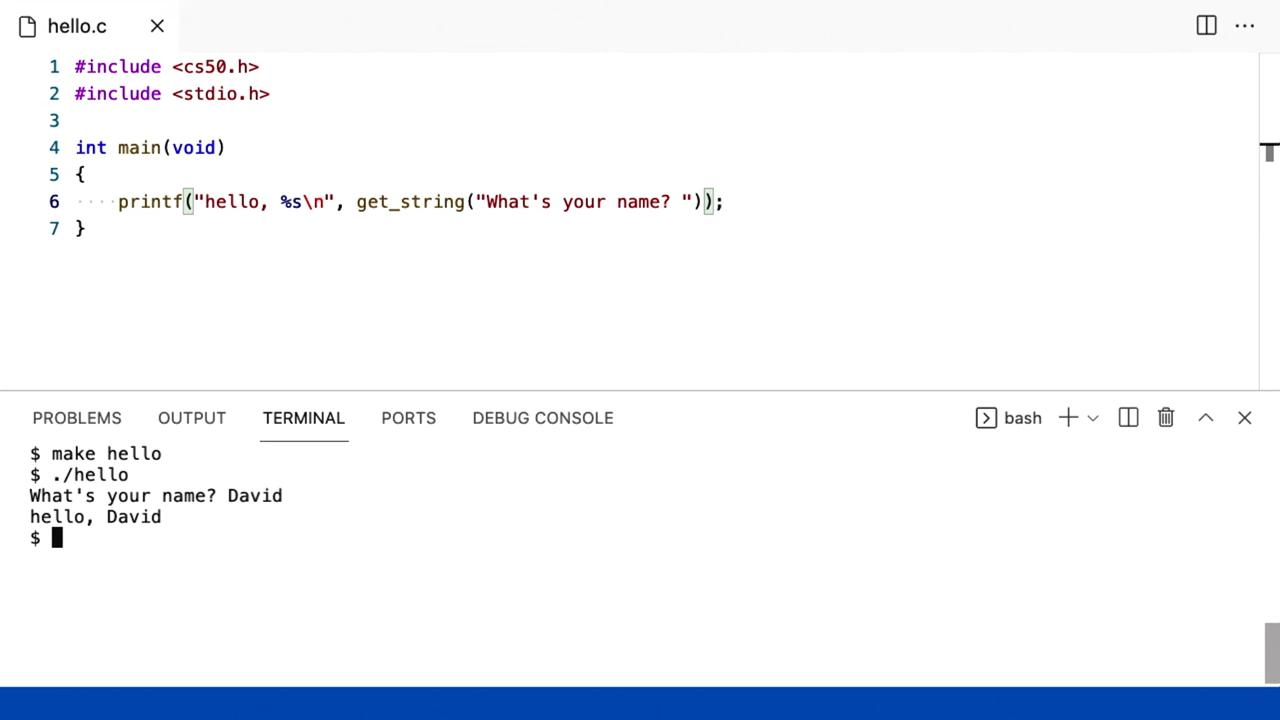 hello.c
1 #include <cs50.h>
2 #include <stdio.h>
3
4 int main(void)
5 {
6 ····printf("hello, %s\n", get_string("What's your name? "));
7 }
PROBLEMS OUTPUT TERMINAL PORTS DEBUG CONSOLE bash
$ make hello
$ ./hello
What's your name? David
hello, David
$